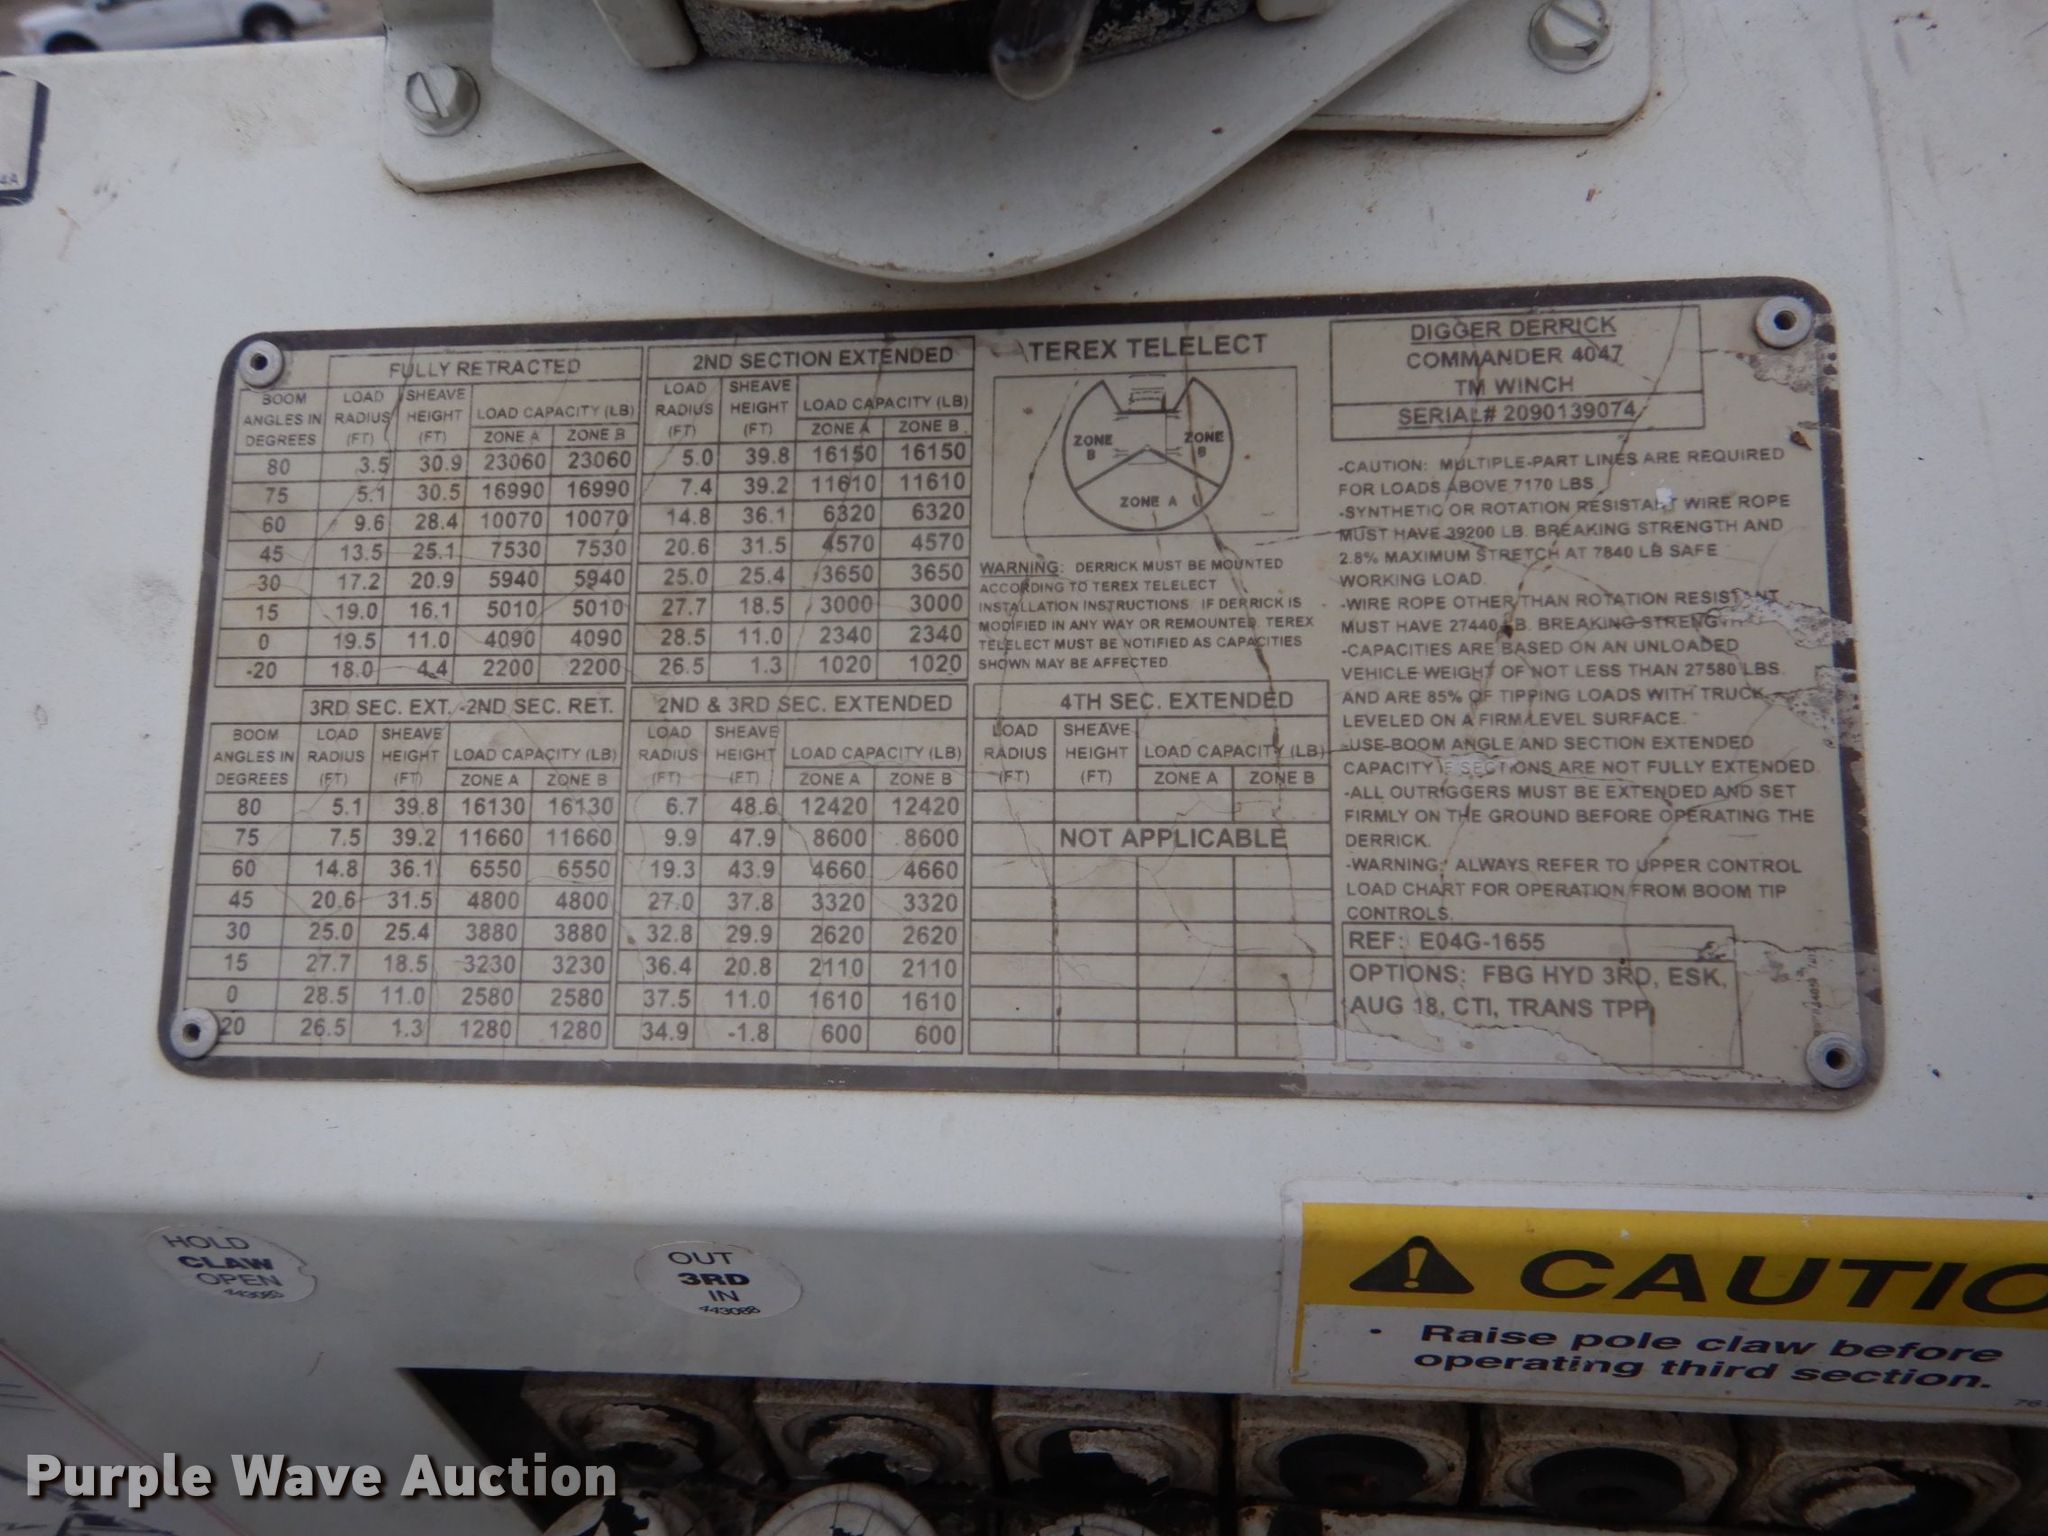 4A
FULLY RETRACTED
BOOM ANGLES IN DEGREES | LOAD RADIUS (FT) | SHEAVE HEIGHT (FT) | LOAD CAPACITY (LB) ZONE A | ZONE B
80 3.5 30.9 23060 23060
75 5.1 30.5 16990 16990
60 9.6 28.4 10070 10070
45 13.5 25.1 7530 7530
30 17.2 20.9 5940 5940
15 19.0 16.1 5010 5010
0 19.5 11.0 4090 4090
-20 18.0 4.4 2200 2200
2ND SECTION EXTENDED
LOAD RADIUS (FT) | SHEAVE HEIGHT (FT) | LOAD CAPACITY (LB) ZONE A | ZONE B
5.0 39.8 16150 16150
7.4 39.2 11610 11610
14.8 36.1 6320 6320
20.6 31.5 4570 4570
25.0 25.4 3650 3650
27.7 18.5 3000 3000
28.5 11.0 2340 2340
26.5 1.3 1020 1020
3RD SEC. EXT. -2ND SEC. RET.
BOOM ANGLES IN DEGREES | LOAD RADIUS (FT) | SHEAVE HEIGHT (FT) | LOAD CAPACITY (LB) ZONE A | ZONE B
80 5.1 39.8 16130 16130
75 7.5 39.2 11660 11660
60 14.8 36.1 6550 6550
45 20.6 31.5 4800 4800
30 25.0 25.4 3880 3880
15 27.7 18.5 3230 3230
0 28.5 11.0 2580 2580
20 26.5 1.3 1280 1280
2ND & 3RD SEC. EXTENDED
LOAD RADIUS (FT) | SHEAVE HEIGHT (FT) | LOAD CAPACITY (LB) ZONE A | ZONE B
6.7 48.6 12420 12420
9.9 47.9 8600 8600
19.3 43.9 4660 4660
27.0 37.8 3320 3320
32.8 29.9 2620 2620
36.4 20.8 2110 2110
37.5 11.0 1610 1610
34.9 -1.8 600 600
TEREX TELELECT
ZONE B
ZONE B
ZONE A
WARNING: DERRICK MUST BE MOUNTED
ACCORDING TO TEREX TELELECT
INSTALLATION INSTRUCTIONS. IF DERRICK IS
MODIFIED IN ANY WAY OR REMOUNTED, TEREX
TELELECT MUST BE NOTIFIED AS CAPACITIES
SHOWN MAY BE AFFECTED
4TH SEC. EXTENDED
LOAD RADIUS (FT) | SHEAVE HEIGHT (FT) | LOAD CAPACITY (LB) ZONE A | ZONE B
NOT APPLICABLE
DIGGER DERRICK
COMMANDER 4047
TM WINCH
SERIAL# 2090139074
-CAUTION: MULTIPLE-PART LINES ARE REQUIRED
FOR LOADS ABOVE 7170 LBS
-SYNTHETIC OR ROTATION RESISTANT WIRE ROPE
MUST HAVE 39200 LB. BREAKING STRENGTH AND
2.8% MAXIMUM STRETCH AT 7840 LB SAFE
WORKING LOAD.
-WIRE ROPE OTHER THAN ROTATION RESISTANT
MUST HAVE 27440 LB. BREAKING STRENGTH
-CAPACITIES ARE BASED ON AN UNLOADED
VEHICLE WEIGHT OF NOT LESS THAN 27580 LBS.
AND ARE 85% OF TIPPING LOADS WITH TRUCK
LEVELED ON A FIRM LEVEL SURFACE.
-USE BOOM ANGLE AND SECTION EXTENDED
CAPACITY IF SECTIONS ARE NOT FULLY EXTENDED
-ALL OUTRIGGERS MUST BE EXTENDED AND SET
FIRMLY ON THE GROUND BEFORE OPERATING THE
DERRICK.
-WARNING: ALWAYS REFER TO UPPER CONTROL
LOAD CHART FOR OPERATION FROM BOOM TIP
CONTROLS.
REF: E04G-1655
OPTIONS: FBG HYD 3RD, ESK,
AUG 18, CTI, TRANS TPP,
HOLD
CLAW
OPEN
443083
OUT
3RD
IN
443088
CAUTIO
• Raise pole claw before
operating third section.
Purple Wave Auction